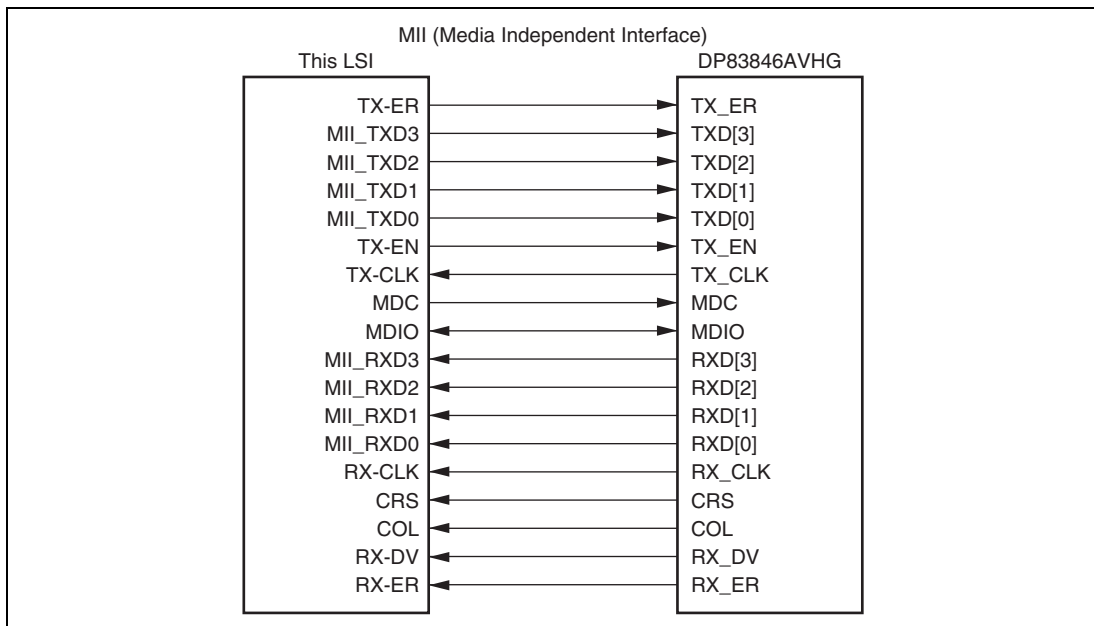 MII (Media Independent Interface)
This LSI DP83846AVHG
TX-ER TX_ER
MII_TXD3 TXD[3]
MII_TXD2 TXD[2]
MII_TXD1 TXD[1]
MII_TXD0 TXD[0]
TX-EN TX_EN
TX-CLK TX_CLK
MDC MDC
MDIO MDIO
MII_RXD3 RXD[3]
MII_RXD2 RXD[2]
MII_RXD1 RXD[1]
MII_RXD0 RXD[0]
RX-CLK RX_CLK
CRS CRS
COL COL
RX-DV RX_DV
RX-ER RX_ER